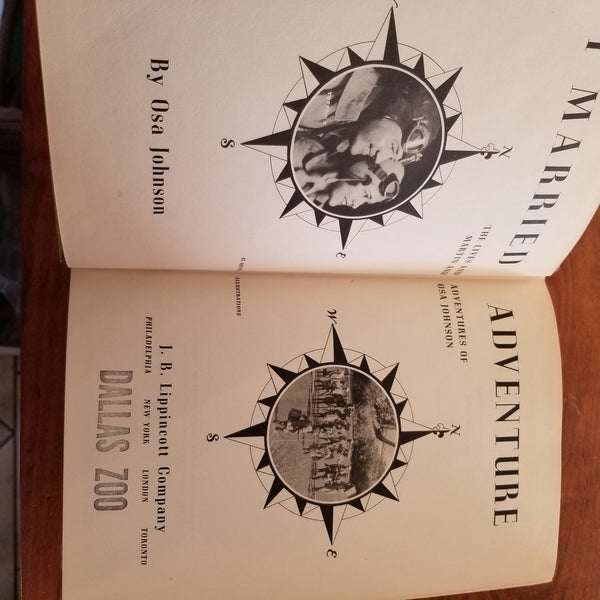 I MARRIED ADVENTURE
THE LIVES AND ADVENTURES OF
MARTIN AND OSA JOHNSON
N
S
E
W
N
S
E
By Osa Johnson
ILLUSTRATIONS
J. B. Lippincott Company
PHILADELPHIA NEW YORK LONDON TORONTO
DALLAS ZOO